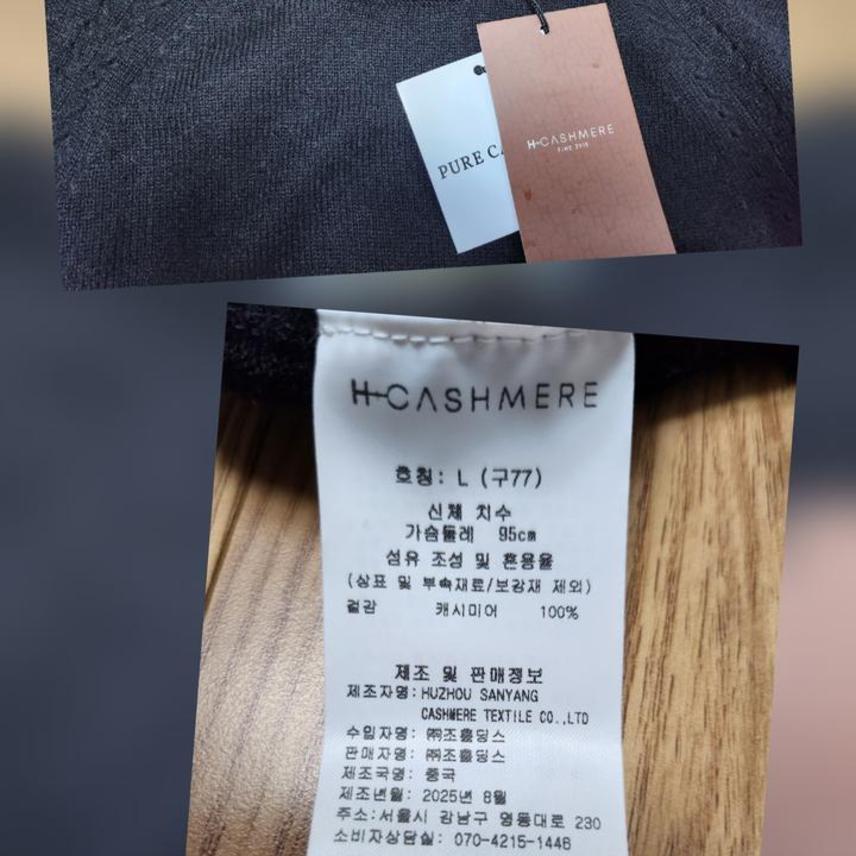 PURE CA
H-CASHMERE
SINCE 2015
H-CASHMERE
호칭: L (구77)
신체 치수
가슴둘레 95cm
섬유 조성 및 혼용율
(상표 및 부속재료/보강재 제외)
겉감 캐시미어 100%
제조 및 판매정보
제조자명: HUZHOU SANYANG
CASHMERE TEXTILE CO.,LTD
수입자명: ㈜조흘딩스
판매자명: ㈜조흘딩스
제조국명: 중국
제조년월: 2025년 8월
주소:서울시 강남구 영동대로 230
소비자상담실: 070-4215-1446